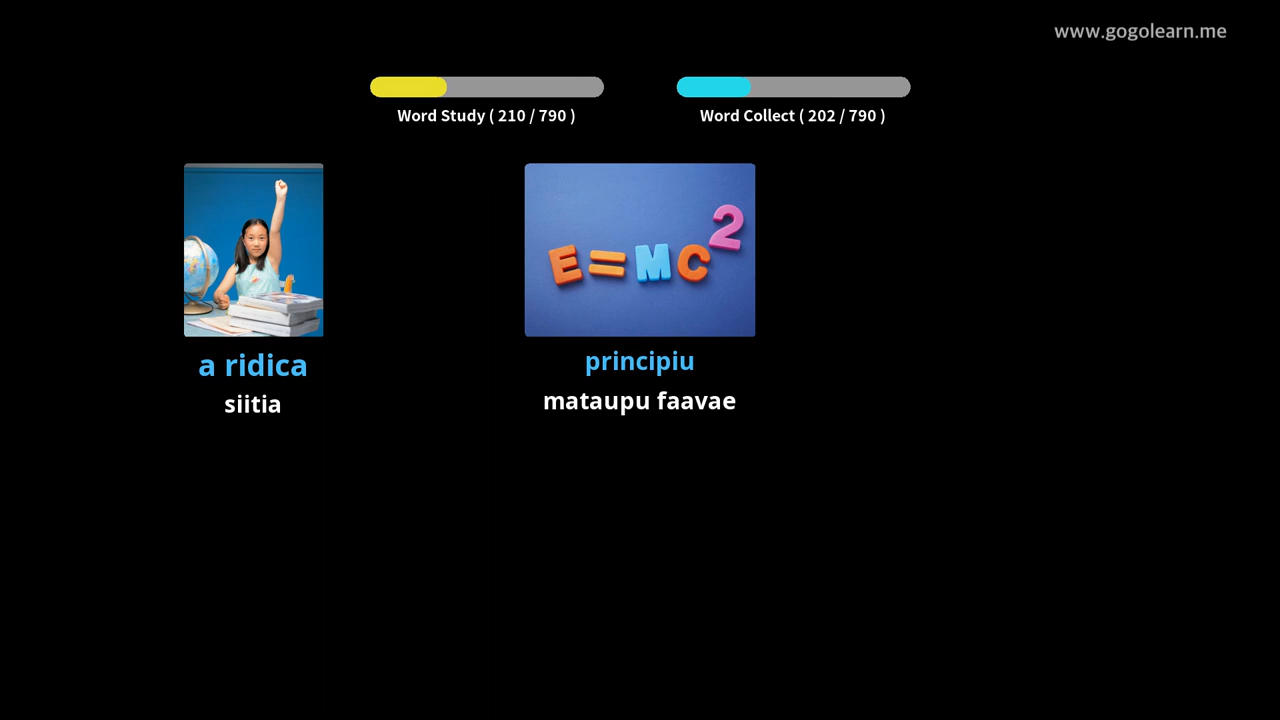 www.gogolearn.me
Word Study ( 210 / 790 )
Word Collect ( 202 / 790 )
E=MC2
a ridica
siitia
principiu
mataupu faavae